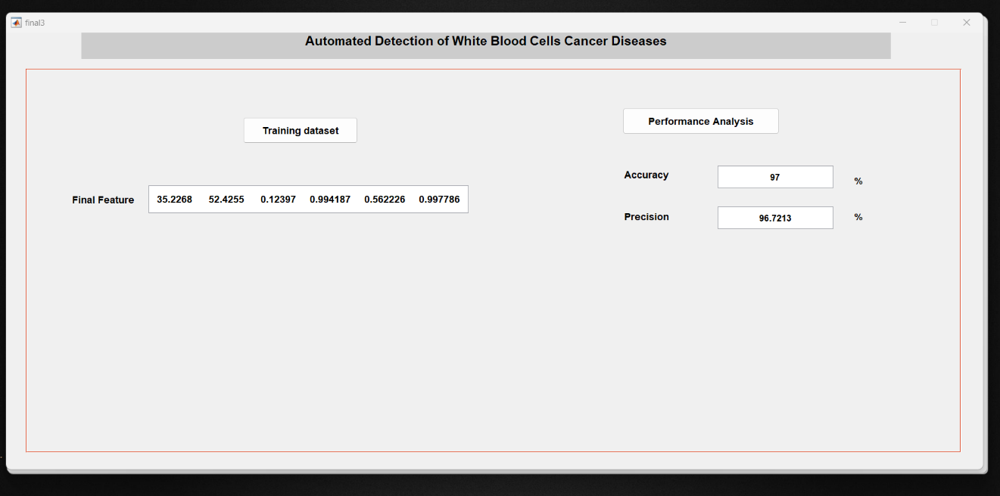 final3
Automated Detection of White Blood Cells Cancer Diseases
Training dataset
Performance Analysis
Accuracy 97 %
Final Feature 35.2268 52.4255 0.12397 0.994187 0.562226 0.997786
Precision 96.7213 %